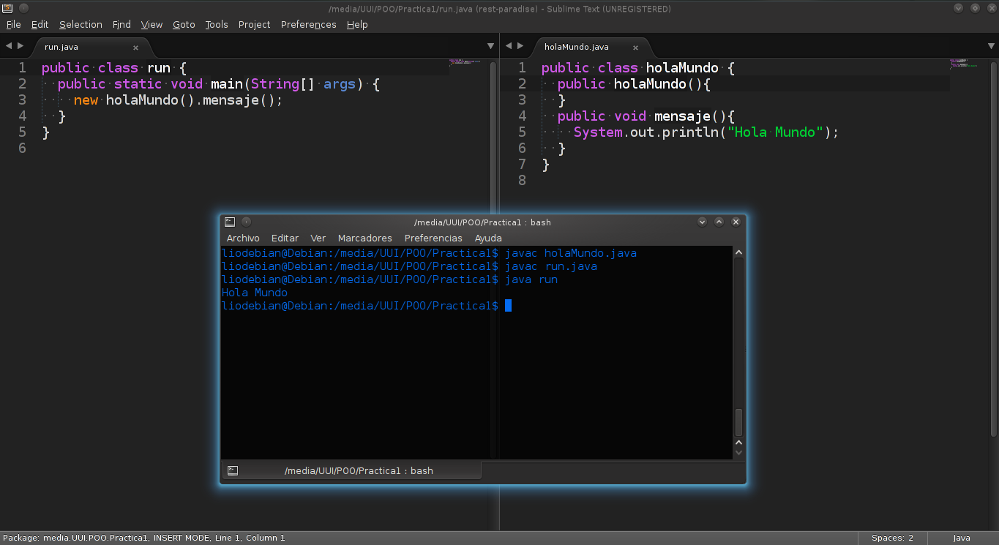 /media/UUI/POO/Practica1/run.java (rest-paradise) - Sublime Text (UNREGISTERED)
File Edit Selection Find View Goto Tools Project Preferences Help
run.java
1 public class run {
2 public static void main(String[] args) {
3 new holaMundo().mensaje();
4 }
5 }
6
holaMundo.java
1 public class holaMundo {
2 public holaMundo(){
3 }
4 public void mensaje(){
5 System.out.println("Hola Mundo");
6 }
7 }
8
/media/UUI/POO/Practica1 : bash
Archivo Editar Ver Marcadores Preferencias Ayuda
liodebian@Debian:/media/UUI/POO/Practica1$ javac holaMundo.java
liodebian@Debian:/media/UUI/POO/Practica1$ javac run.java
liodebian@Debian:/media/UUI/POO/Practica1$ java run
Hola Mundo
liodebian@Debian:/media/UUI/POO/Practica1$
/media/UUI/POO/Practica1 : bash
Package: media.UUI.POO.Practica1, INSERT MODE, Line 1, Column 1
Spaces: 2
Java